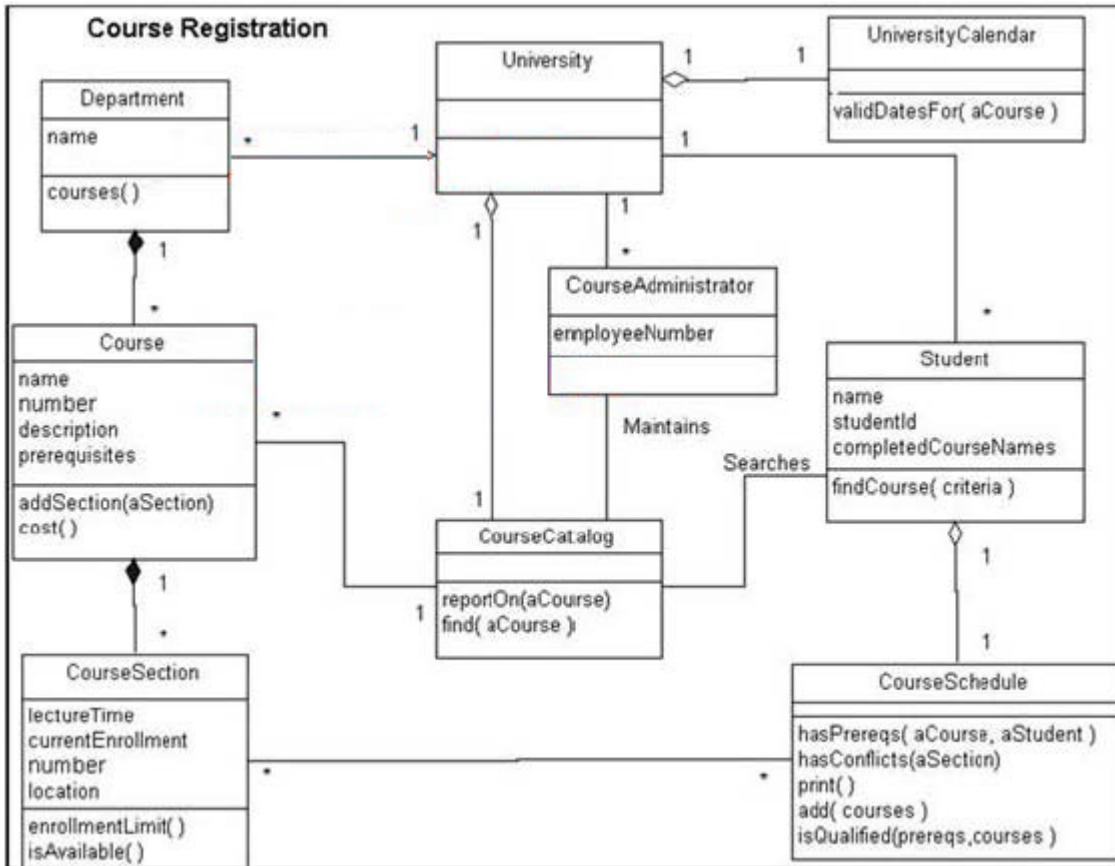 Course Registration
University
1
1
UniversityCalendar
validDatesFor( aCourse )
Department
name
courses( )
*
1
1
1
1
*
1
*
CourseAdministrator
ennployeeNumber
*
Course
name
number
description
prerequisites
addSection(aSection)
cost( )
*
Maintains
Searches
Student
name
studentId
completedCourseNames
findCourse( criteria )
1
CourseCatalog
reportOn(aCourse)
find( aCourse )
1
1
*
1
1
CourseSection
lectureTime
currentEnrollment
number
location
enrollmentLimit( )
isAvailable( )
*
*
CourseSchedule
hasPrereqs( aCourse, aStudent )
hasConflicts(aSection)
print( )
add( courses )
isQualified(prereqs,courses )